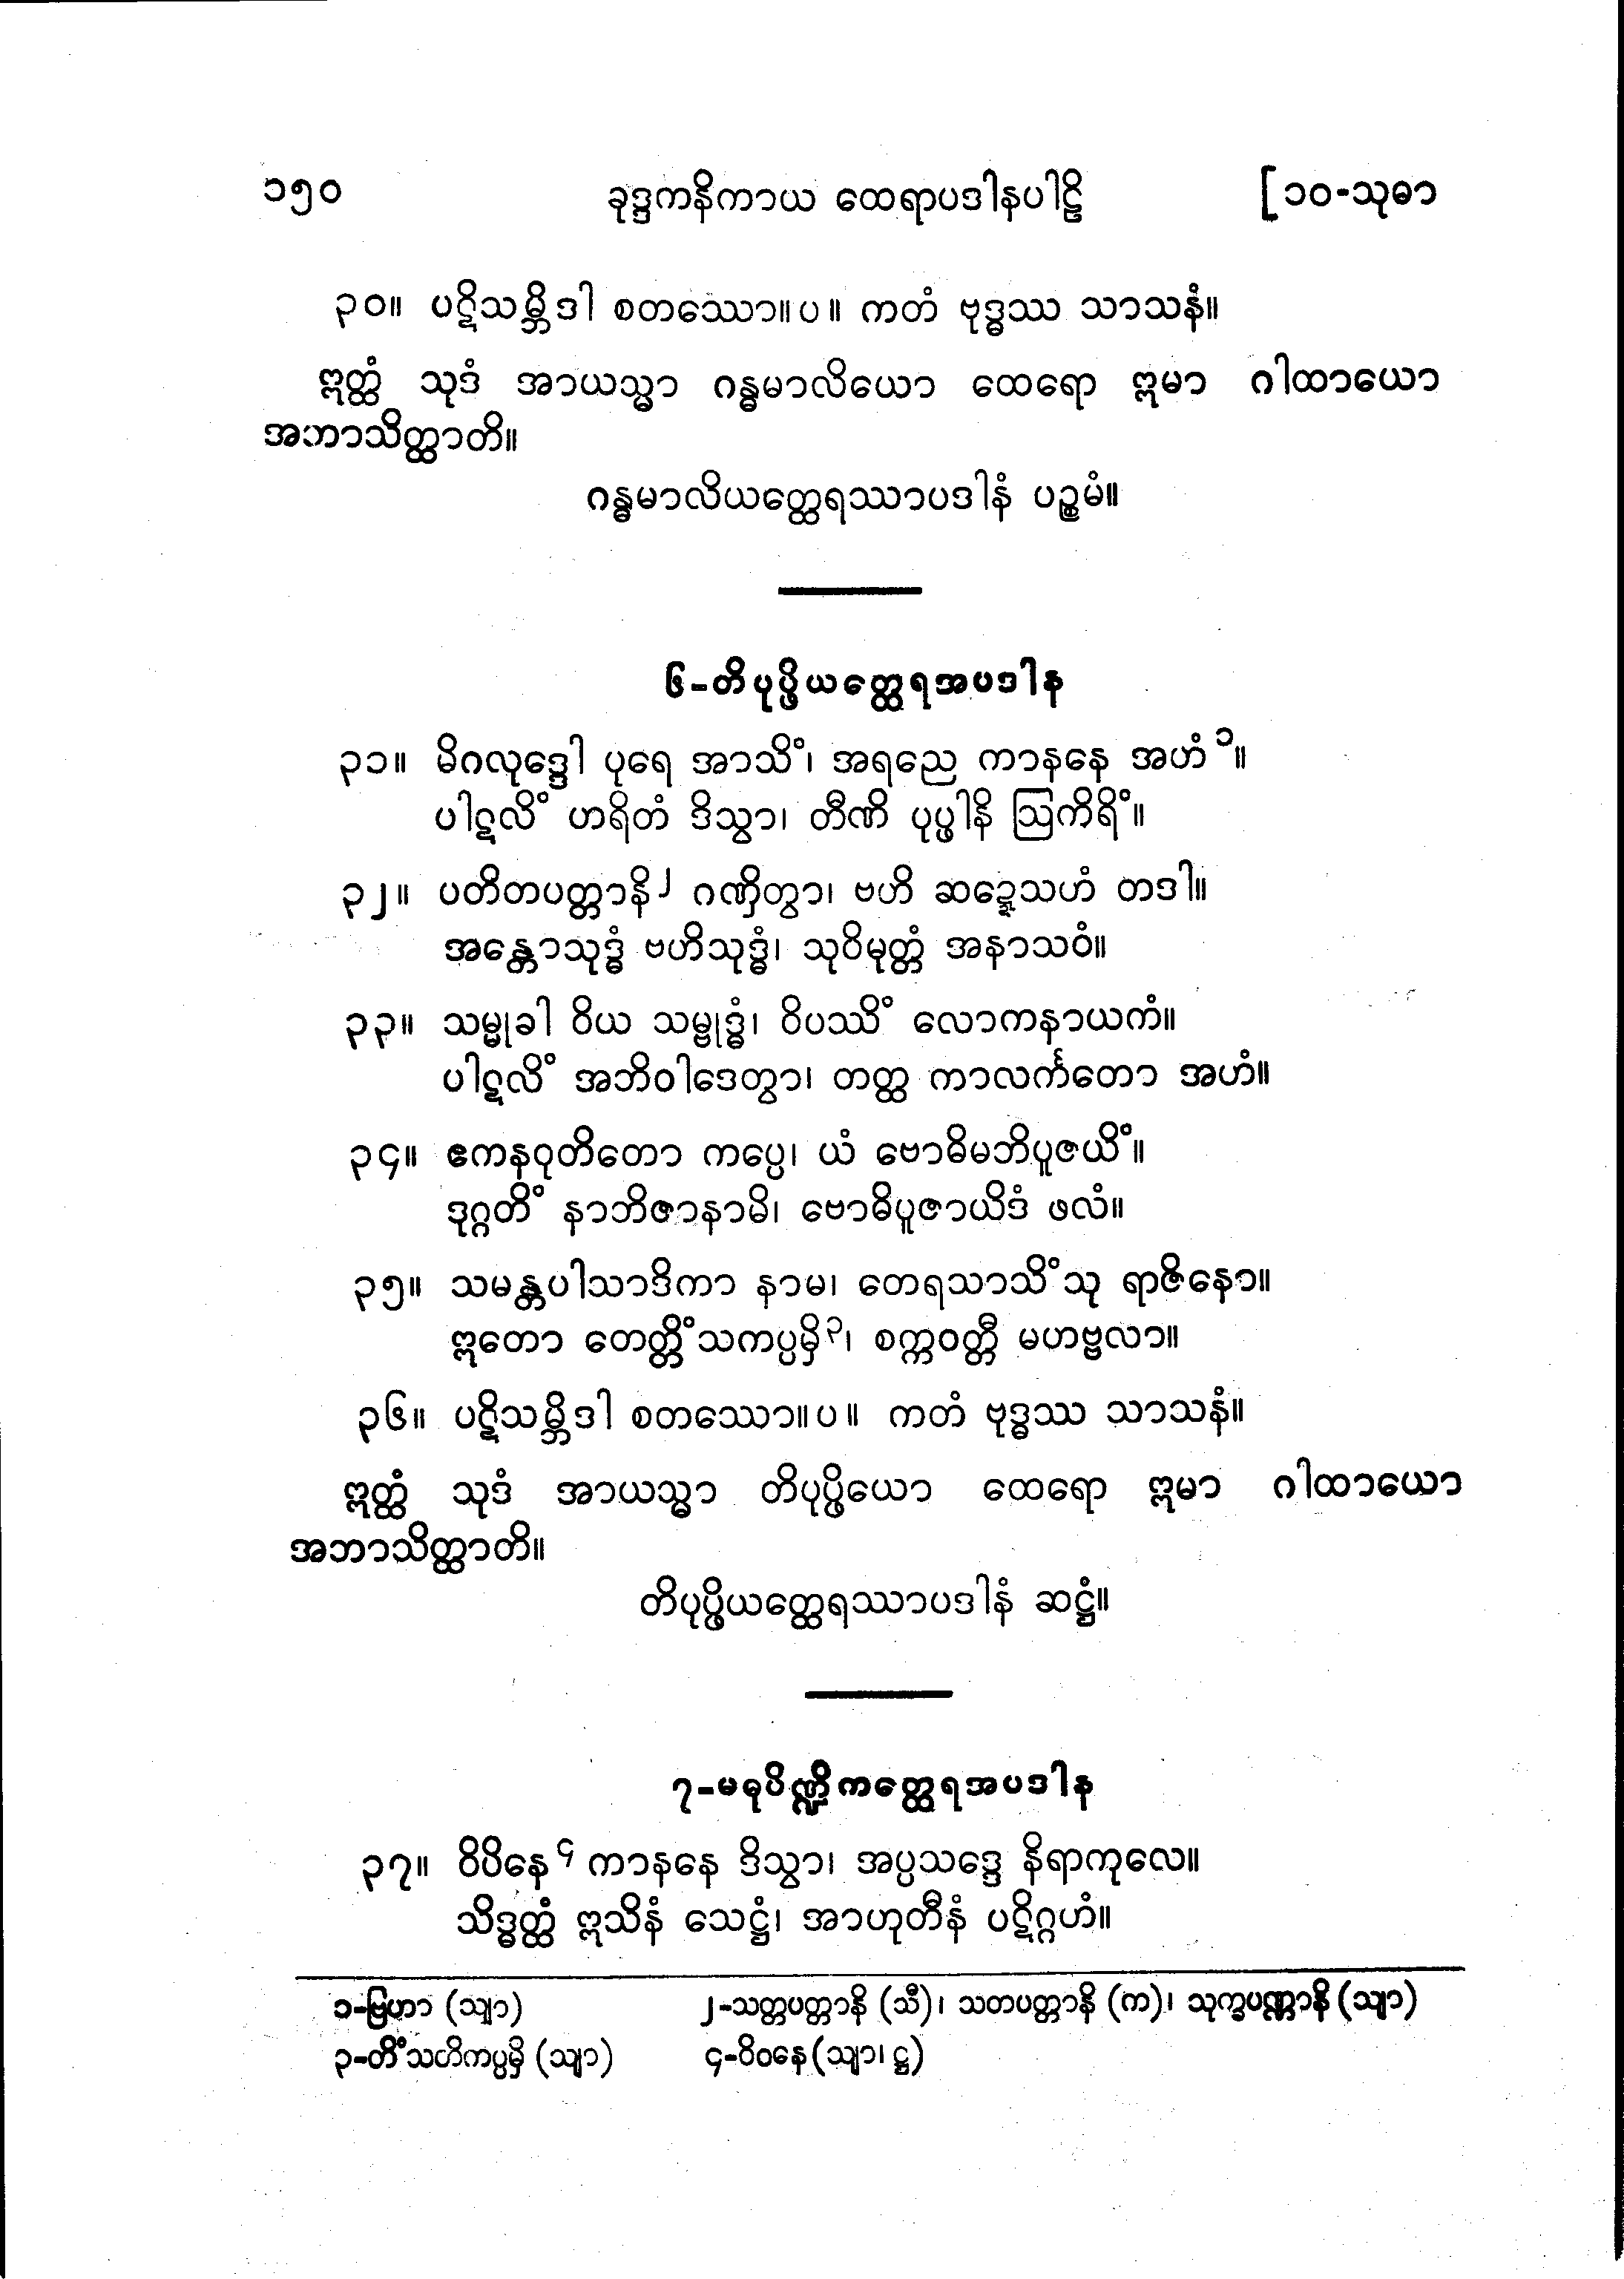 ၁၅၀ ခုဒ္ဒကနိကာယ ထေရာပဒါနပါဠိ [၁၀-သုဓာ
၃၀။ ပဋိသမ္ဘိဒါ စတဿော။ပ။ ကတံ ဗုဒ္ဓဿ သာသနံ။
ဣတ္ထံ သုဒံ အာယသ္မာ ဂန္ဓမာလိယော ထေရော ဣမာ ဂါထာယော
အဘာသိတ္ထာတိ။
ဂန္ဓမာလိယတ္ထေရဿာပဒါနံ ပဉ္စမံ။
၆-တိပုပ္ဖိယတ္ထေရအပဒါန
၃၁။ မိဂလုဒ္ဒေါ ပုရေ အာသိံ၊ အရညေ ကာနနေ အဟံ၁။
ပါဋလိံ ဟရိတံ ဒိသွာ၊ တီဏိ ပုပ္ဖါနိ ဩကိရိံ။
၃၂။ ပတိတပတ္တာနိ၂ ဂဏှိတွာ၊ ဗဟိ ဆဍ္ဍေသဟံ တဒါ။
အန္တောသုဒ္ဓံ ဗဟိသုဒ္ဓံ၊ သုဝိမုတ္တံ အနာသဝံ။
၃၃။ သမ္မုခါ ဝိယ သမ္ဗုဒ္ဓံ၊ ဝိပဿိံ လောကနာယကံ။
ပါဋလိံ အဘိဝါဒေတွာ၊ တတ္ထ ကာလင်္ကတော အဟံ။
၃၄။ ဧကနဝုတိတော ကပ္ပေ၊ ယံ ဗောဓိမဘိပူဇယိံ။
ဒုဂ္ဂတိံ နာဘိဇာနာမိ၊ ဗောဓိပူဇာယိဒံ ဖလံ။
၃၅။ သမန္တပါသာဒိကာ နာမ၊ တေရသာသိံသု ရာဇိနော။
ဣတော တေတ္တိံသကပ္ပမှိ၃၊ စက္ကဝတ္တီ မဟဗ္ဗလာ။
၃၆။ ပဋိသမ္ဘိဒါ စတဿော။ပ။ ကတံ ဗုဒ္ဓဿ သာသနံ။
ဣတ္ထံ သုဒံ အာယသ္မာ တိပုပ္ဖိယော ထေရော ဣမာ ဂါထာယော
အဘာသိတ္ထာတိ။
တိပုပ္ဖိယတ္ထေရဿာပဒါနံ ဆဋ္ဌံ။
၇-မဓုပိဏ္ဍိကတ္ထေရအပဒါန
၃၇။ ဝိပိနေ၄ ကာနနေ ဒိသွာ၊ အပ္ပသဒ္ဒေ နိရာကုလေ။
သိဒ္ဓတ္ထံ ဣသိနံ သေဋ္ဌံ၊ အာဟုတီနံ ပဋိဂ္ဂဟံ။
၁-ဗြဟာ (သျာ) ၂-သတ္တပတ္တာနိ (သီ)၊ သတပတ္တာနိ (က)၊ သုက္ခပဏ္ဏာနိ (သျာ)
၃-တိံသတိကပ္ပမှိ (သျာ) ၄-ဝိဝနေ (သျာ၊ ဋ္ဌ)